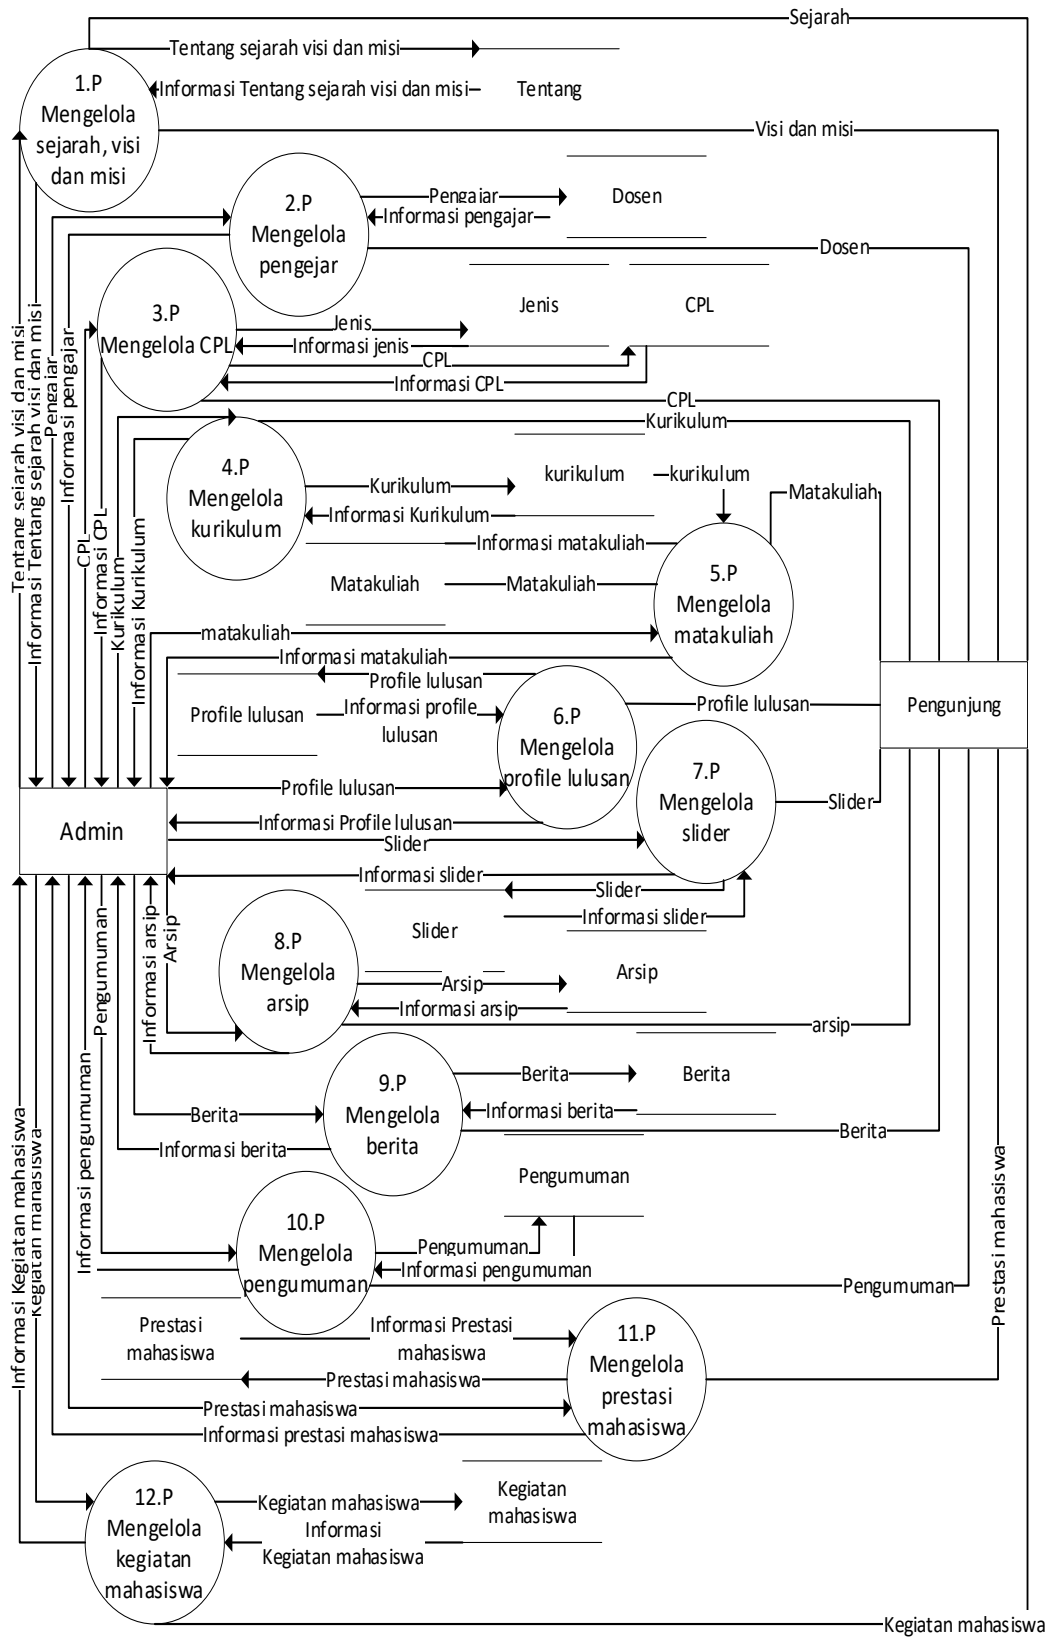 Sejarah
Tentang sejarah visi dan misi
1.P
Mengelola
sejarah, visi
dan misi
Informasi Tentang sejarah visi dan misi
Tentang
Visi dan misi
2.P
Mengelola
pengejar
Pengajar
Informasi pengajar
Dosen
Dosen
3.P
Mengelola CPL
Jenis
Informasi jenis
Jenis
CPL
CPL
Informasi CPL
CPL
Kurikulum
4.P
Mengelola
kurikulum
Kurikulum
Informasi Kurikulum
kurikulum
kurikulum
Matakuliah
Informasi matakuliah
Matakuliah
Matakuliah
5.P
Mengelola
matakuliah
matakuliah
Informasi matakuliah
Tentang sejarah visi dan misi
Informasi Tentang sejarah visi dan misi
Pengajar
Informasi pengajar
CPL
Informasi CPL
Kurikulum
Informasi Kurikulum
Profile lulusan
Profile lulusan
Informasi profile
lulusan
6.P
Mengelola
profile lulusan
Profile lulusan
Pengunjung
7.P
Mengelola
slider
Slider
Profile lulusan
Informasi Profile lulusan
Slider
Admin
Informasi slider
Slider
Informasi slider
Slider
8.P
Mengelola
arsip
Arsip
Informasi arsip
Arsip
arsip
Pengumuman
Informasi arsip
Arsip
9.P
Mengelola
berita
Berita
Informasi berita
Berita
Berita
Berita
Informasi berita
Informasi Kegiatan mahasiswa
Kegiatan mahasiswa
Informasi pengumuman
Pengumuman
10.P
Mengelola
pengumuman
Pengumuman
Informasi pengumuman
Pengumuman
Prestasi mahasiswa
Prestasi
mahasiswa
Informasi Prestasi
mahasiswa
Prestasi mahasiswa
11.P
Mengelola
prestasi
mahasiswa
Prestasi mahasiswa
Informasi prestasi mahasiswa
12.P
Mengelola
kegiatan
mahasiswa
Kegiatan mahasiswa
Informasi
Kegiatan mahasiswa
Kegiatan
mahasiswa
Kegiatan mahasiswa